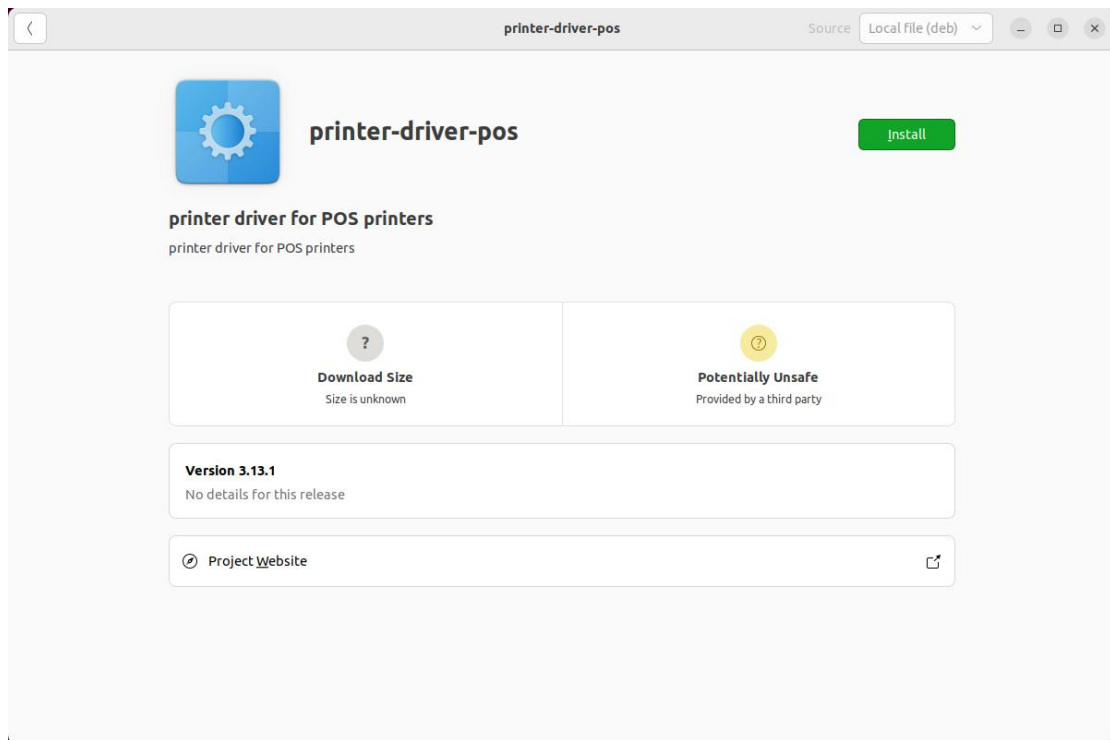 printer-driver-pos
Source Local file (deb)
printer-driver-pos
Install
printer driver for POS printers
printer driver for POS printers
?
Download Size
Size is unknown
?
Potentially Unsafe
Provided by a third party
Version 3.13.1
No details for this release
Project Website